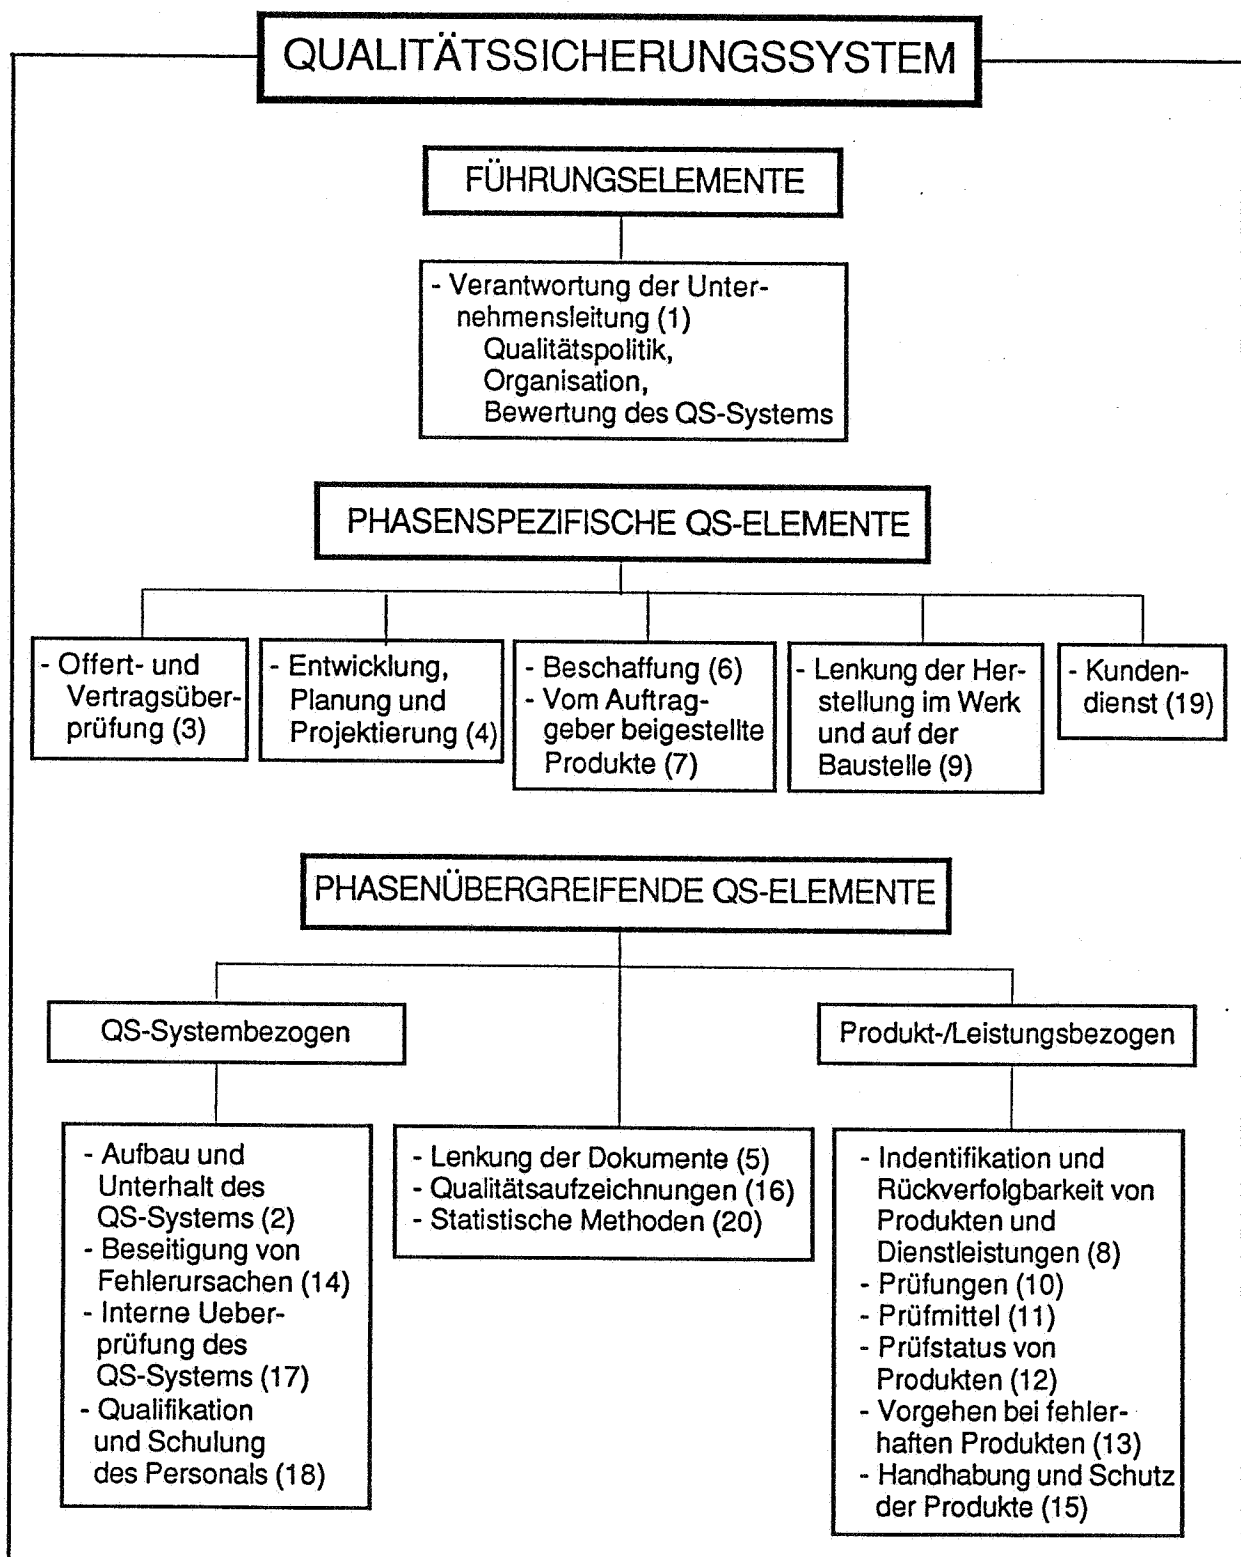 QUALITÄTSSICHERUNGSSYSTEM
FÜHRUNGSELEMENTE
- Verantwortung der Unter-
nehmensleitung (1)
Qualitätspolitik,
Organisation,
Bewertung des QS-Systems
PHASENSPEZIFISCHE QS-ELEMENTE
- Offert- und
Vertragsüber-
prüfung (3)
- Entwicklung,
Planung und
Projektierung (4)
- Beschaffung (6)
- Vom Auftrag-
geber beigestellte
Produkte (7)
- Lenkung der Her-
stellung im Werk
und auf der
Baustelle (9)
- Kunden-
dienst (19)
PHASENÜBERGREIFENDE QS-ELEMENTE
QS-Systembezogen
- Aufbau und
Unterhalt des
QS-Systems (2)
- Beseitigung von
Fehlerursachen (14)
- Interne Ueber-
prüfung des
QS-Systems (17)
- Qualifikation
und Schulung
des Personals (18)
- Lenkung der Dokumente (5)
- Qualitätsaufzeichnungen (16)
- Statistische Methoden (20)
Produkt-/Leistungsbezogen
- Indentifikation und
Rückverfolgbarkeit von
Produkten und
Dienstleistungen (8)
- Prüfungen (10)
- Prüfmittel (11)
- Prüfstatus von
Produkten (12)
- Vorgehen bei fehler-
haften Produkten (13)
- Handhabung und Schutz
der Produkte (15)